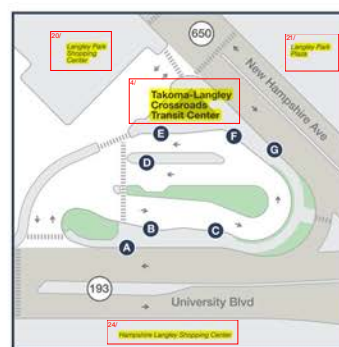 20/
Langley Park
Shopping
Center
650
21/
Langley Park
Plaza
4/
Takoma-Langley
Crossroads
Transit Center
New Hampshire Ave
E
F
G
D
B
C
A
193
University Blvd
24/
Hampshire Langley Shopping Center